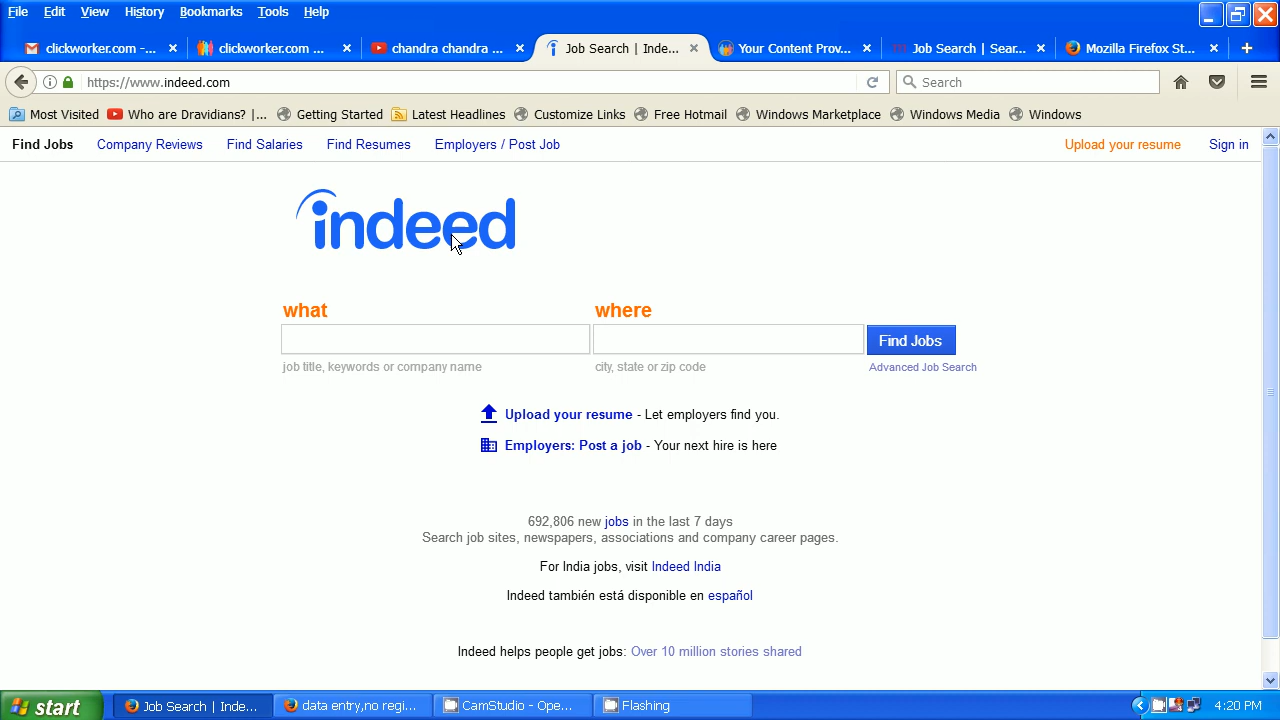 File Edit View History Bookmarks Tools Help
clickworker.com -... clickworker.com ... chandra chandra ... Job Search | Inde... Your Content Prov... Job Search | Sear... Mozilla Firefox St...
https://www.indeed.com Search
Most Visited Who are Dravidians? |... Getting Started Latest Headlines Customize Links Free Hotmail Windows Marketplace Windows Media Windows
Find Jobs Company Reviews Find Salaries Find Resumes Employers / Post Job Upload your resume Sign in
indeed
what where
Find Jobs
job title, keywords or company name city, state or zip code Advanced Job Search
Upload your resume - Let employers find you.
Employers: Post a job - Your next hire is here
692,806 new jobs in the last 7 days
Search job sites, newspapers, associations and company career pages.
For India jobs, visit Indeed India
Indeed también está disponible en español
Indeed helps people get jobs: Over 10 million stories shared
start Job Search | Inde... data entry,no regi... CamStudio - Ope... Flashing 4:20 PM